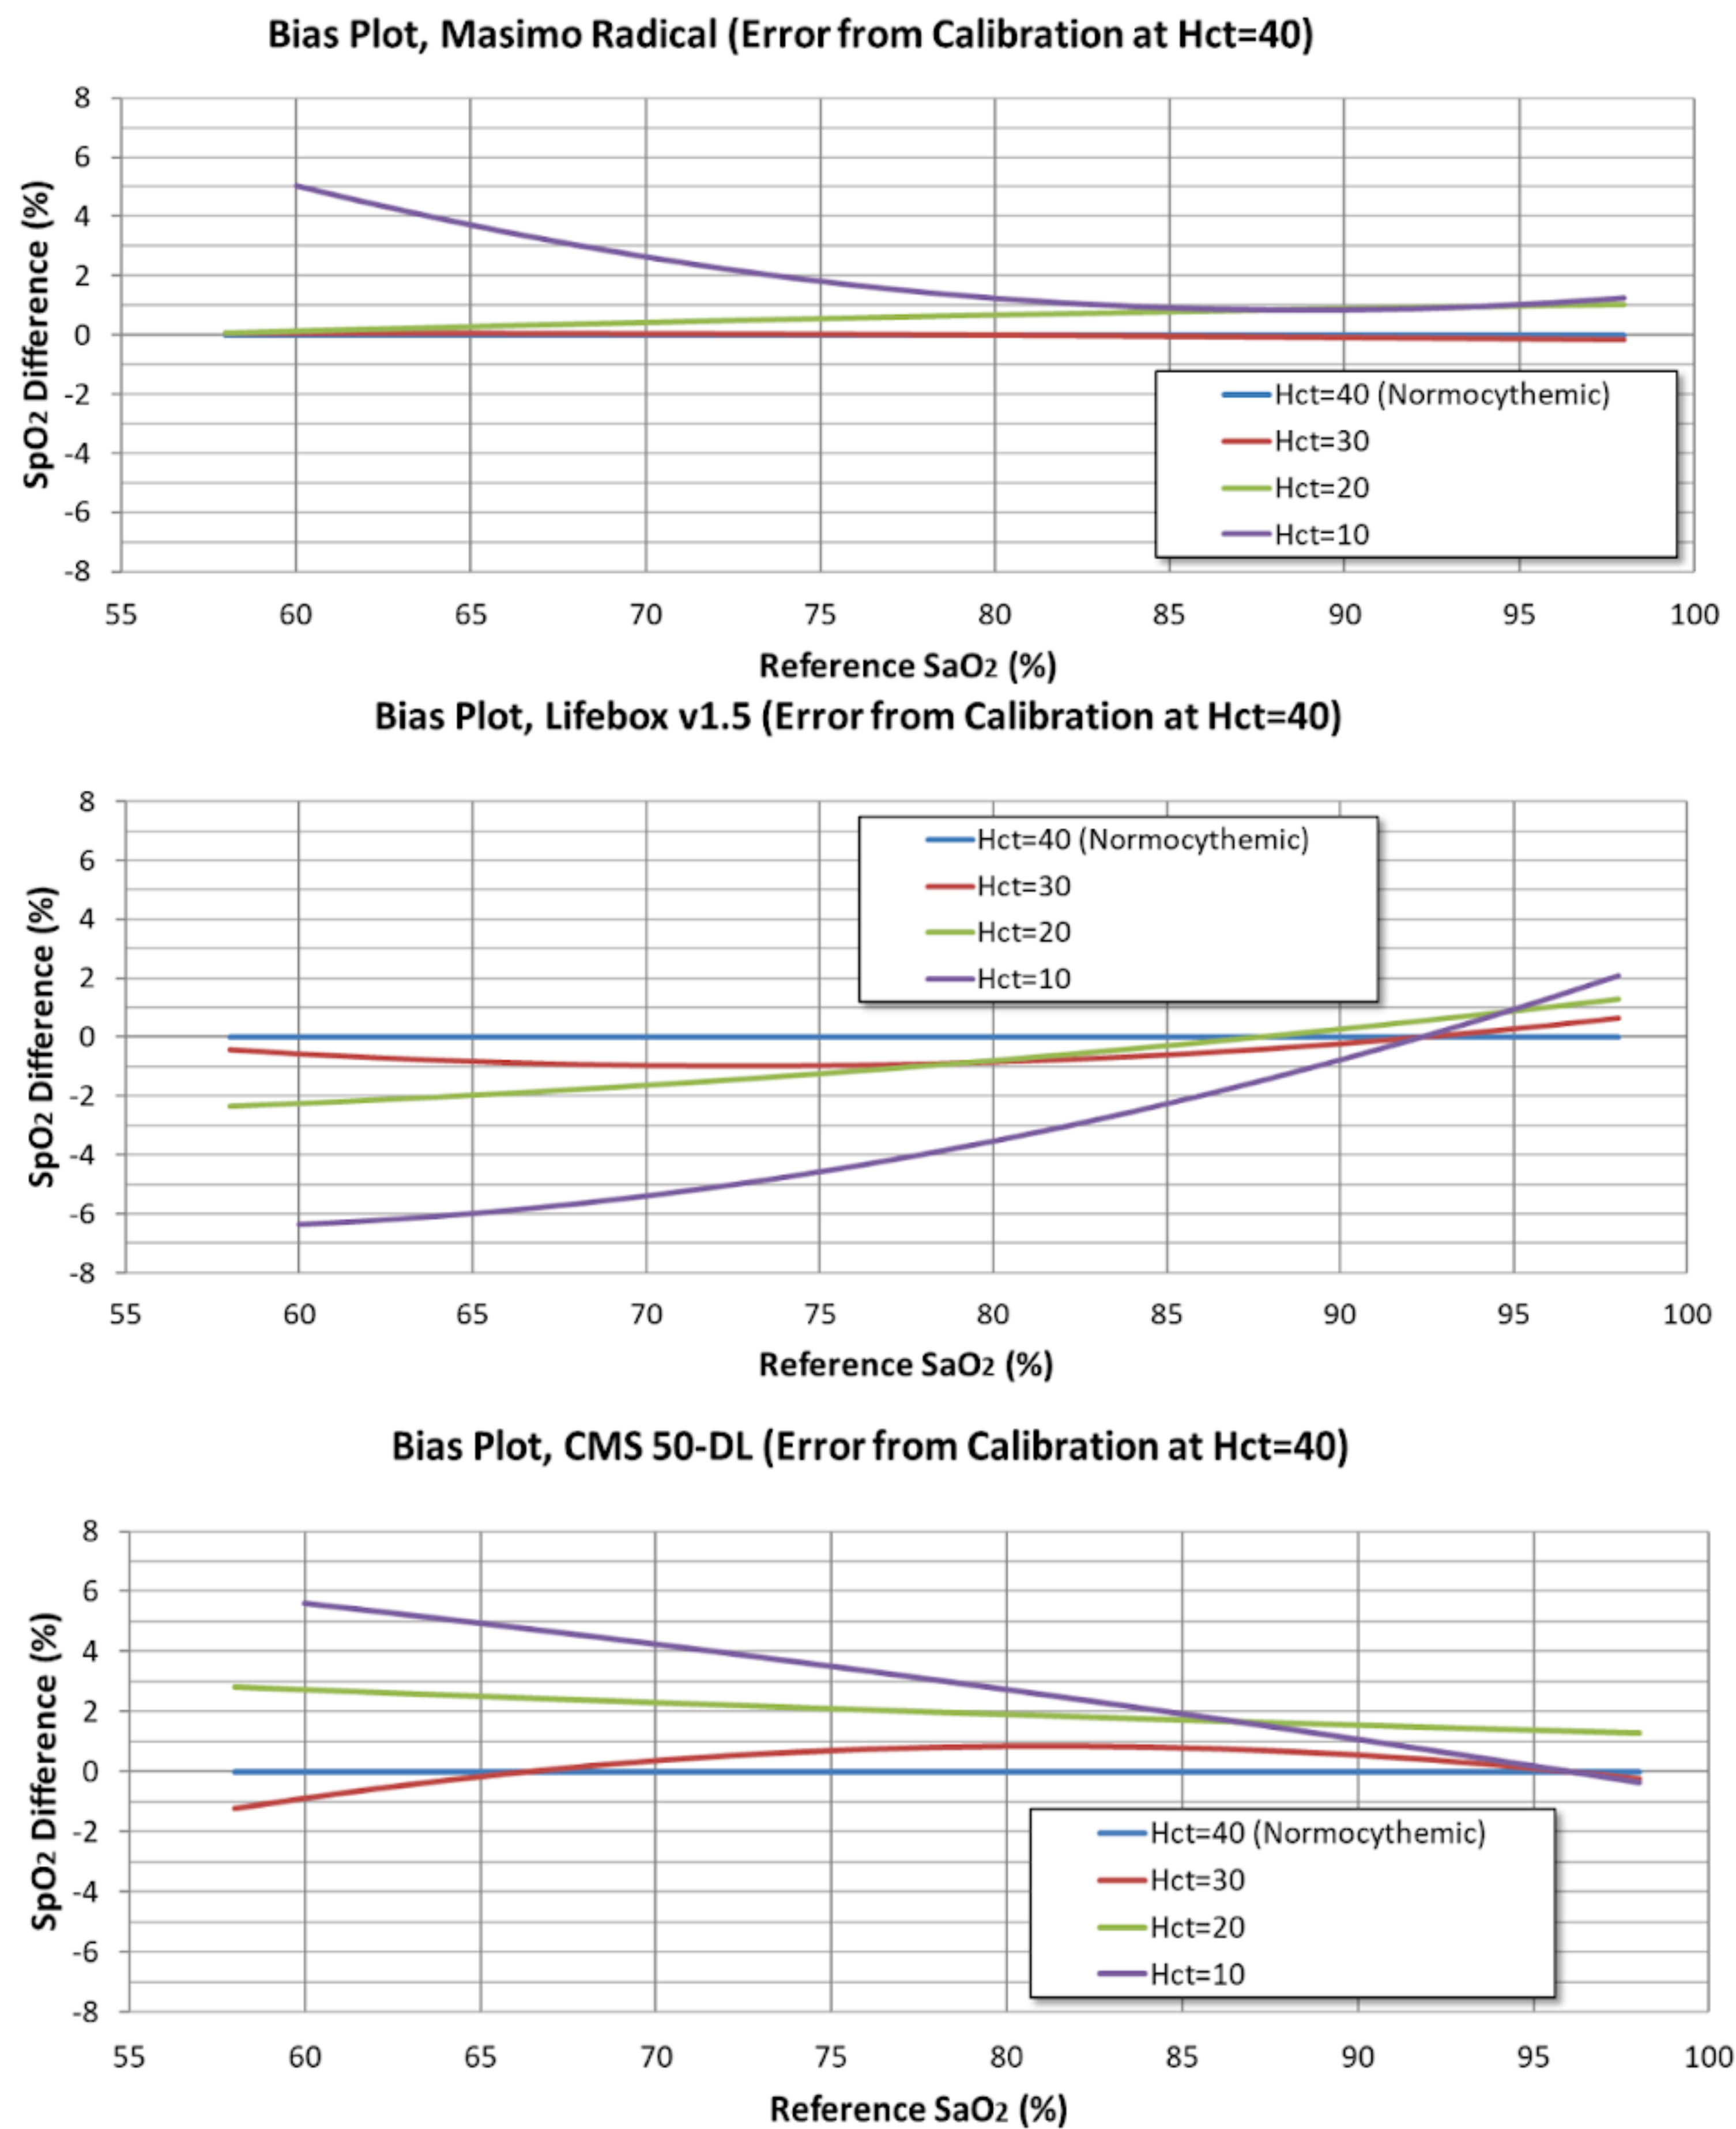 Bias Plot, Masimo Radical (Error from Calibration at Hct=40)
8
6
4
2
0
-2
-4
-6
-8
SpO2 Difference (%)
Hct=40 (Normocythemic)
Hct=30
Hct=20
Hct=10
55 60 65 70 75 80 85 90 95 100
Reference SaO2 (%)
Bias Plot, Lifebox v1.5 (Error from Calibration at Hct=40)
8
6
4
2
0
-2
-4
-6
-8
SpO2 Difference (%)
Hct=40 (Normocythemic)
Hct=30
Hct=20
Hct=10
55 60 65 70 75 80 85 90 95 100
Reference SaO2 (%)
Bias Plot, CMS 50-DL (Error from Calibration at Hct=40)
8
6
4
2
0
-2
-4
-6
-8
SpO2 Difference (%)
Hct=40 (Normocythemic)
Hct=30
Hct=20
Hct=10
55 60 65 70 75 80 85 90 95 100
Reference SaO2 (%)